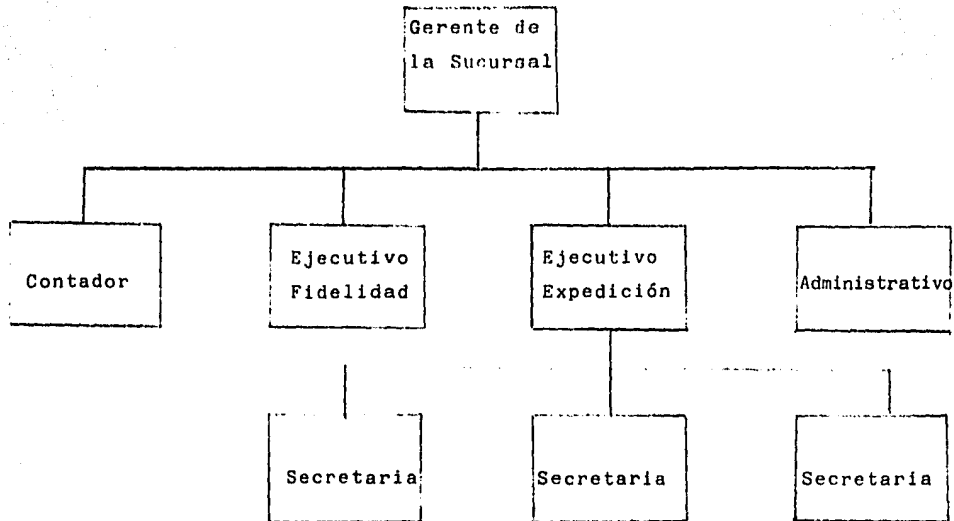 Gerente de
la Sucursal
Contador
Ejecutivo
Fidelidad
Ejecutivo
Expedición
Administrativo
Secretaria
Secretaria
Secretaria